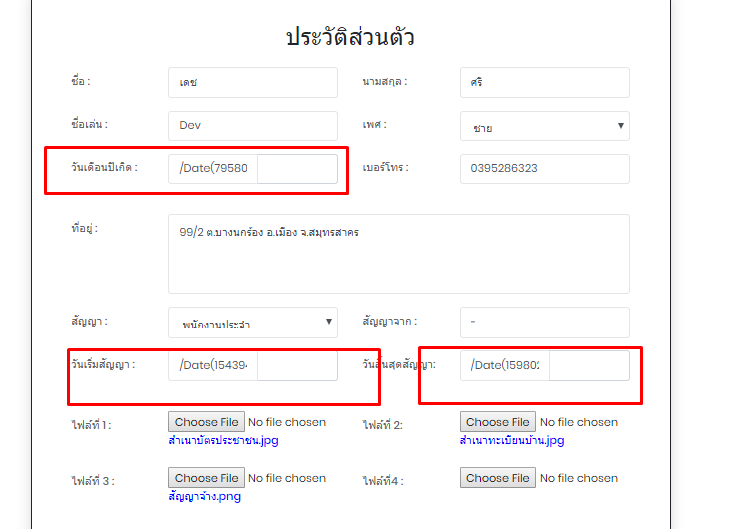 ประวัติส่วนตัว
ชื่อ : เดช นามสกุล : ศรี
ชื่อเล่น : Dev เพศ : ชาย
วันเดือนปีเกิด : /Date(79580 เบอร์โทร : 0395286323
ที่อยู่ : 99/2 ต.บางนกร้อง อ.เมือง จ.สมุทรสาคร
สัญญา : พนักงานประจำ สัญญาจาก : -
วันเริ่มสัญญา : /Date(15439 วันสิ้นสุดสัญญา: /Date(15980
ไฟล์ที่ 1 : Choose File No file chosen ไฟล์ที่ 2: Choose File No file chosen
สำเนาบัตรประชาชน.jpg สำเนาทะเบียนบ้าน.jpg
ไฟล์ที่ 3 : Choose File No file chosen ไฟล์ที่4 : Choose File No file chosen
สัญญาจ้าง.png